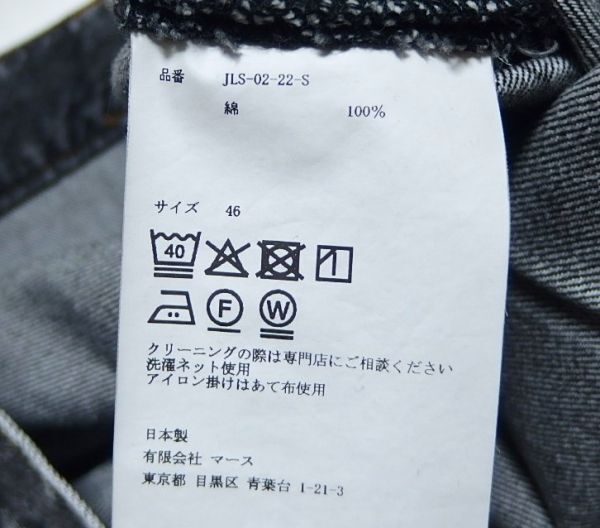 品番 JLS-02-22-S
綿 100%
サイズ 46
40
F W
クリーニングの際は専門店にご相談ください
洗濯ネット使用
アイロン掛けはあて布使用
日本製
有限会社 マース
東京都 目黒区 青葉台 1-21-3